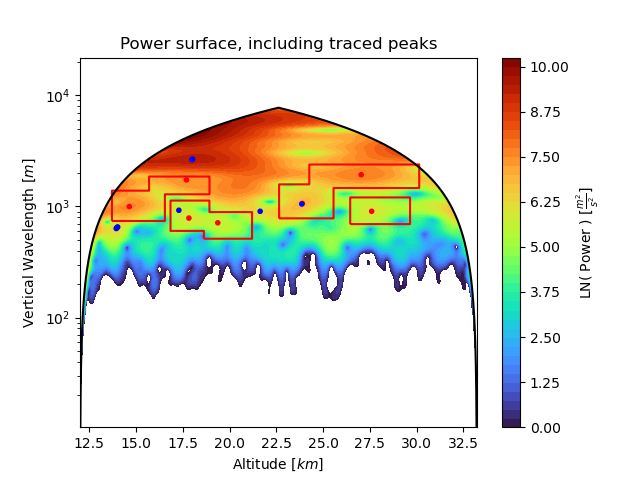 Power surface, including traced peaks
10⁴
10³
10²
Vertical Wavelength [m]
12.5 15.0 17.5 20.0 22.5 25.0 27.5 30.0 32.5
Altitude [km]
10.00
8.75
7.50
6.25
5.00
3.75
2.50
1.25
0.00
LN( Power ) [m²/s²]